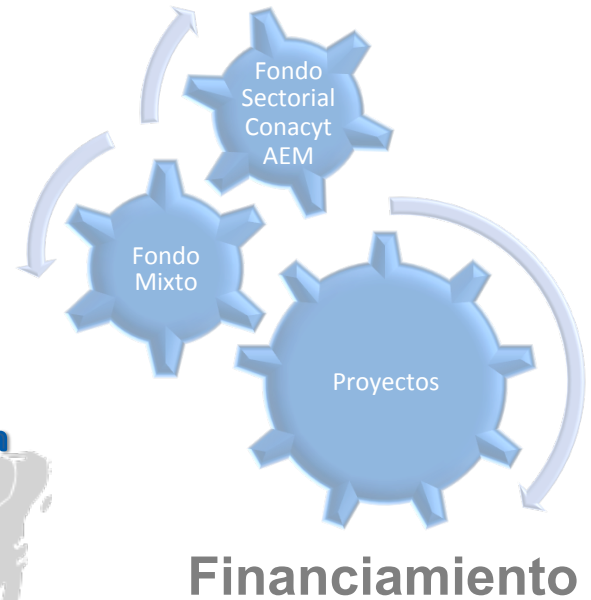 Fondo
Sectorial
Conacyt
AEM
Fondo
Mixto
Proyectos
Financiamiento